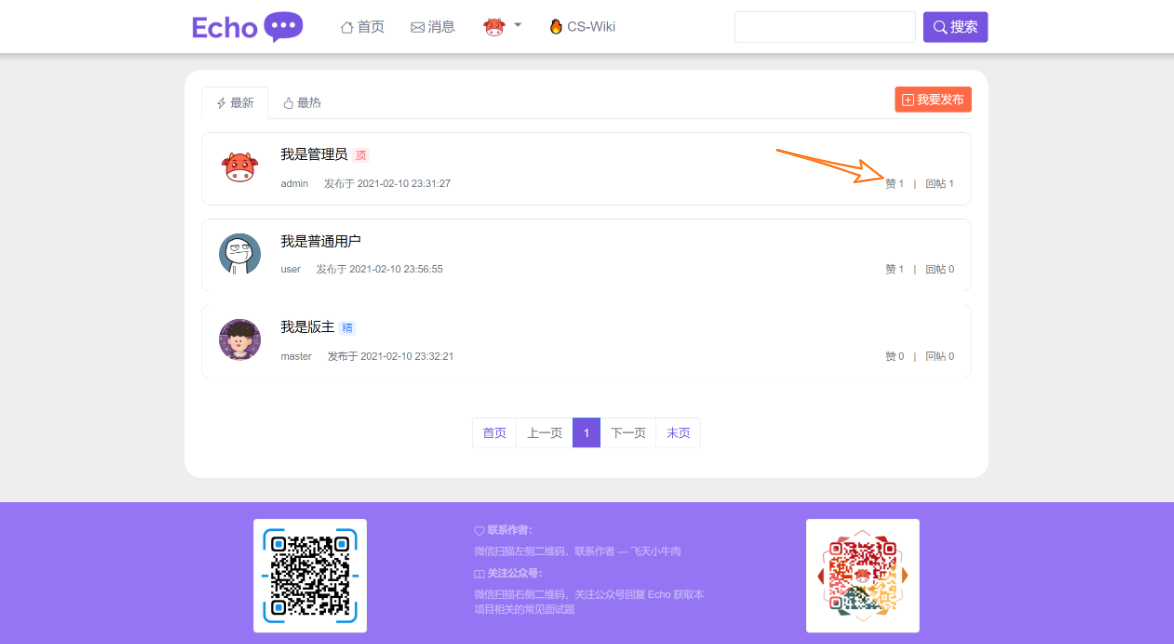 Echo 首页 消息 CS-Wiki 搜索
最新 最热 我要发布
我是管理员 顶
admin 发布于 2021-02-10 23:31:27 赞 1 | 回帖 1
我是普通用户
user 发布于 2021-02-10 23:56:55 赞 1 | 回帖 0
我是版主 精
master 发布于 2021-02-10 23:32:21 赞 0 | 回帖 0
首页 上一页 1 下一页 末页
联系作者:
微信扫描左侧二维码，联系作者 — 飞天小牛肉
关注公众号:
微信扫描右侧二维码，关注公众号回复 Echo 获取本
项目相关的常见面试题